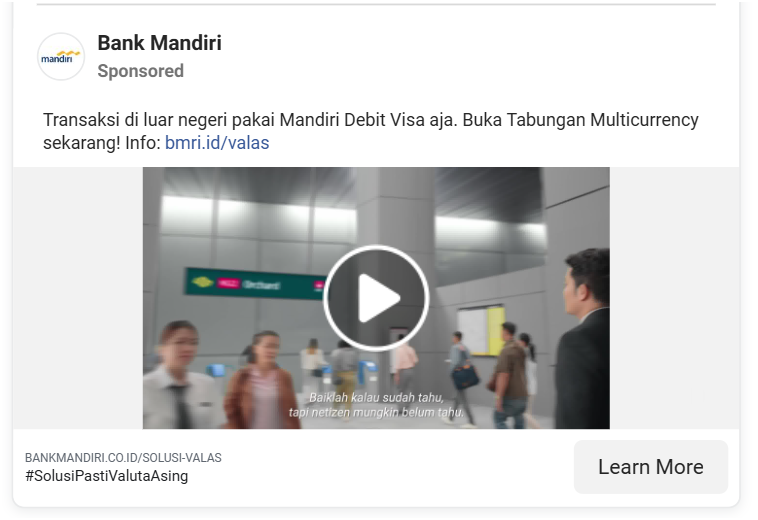 mandiri
Bank Mandiri
Sponsored
Transaksi di luar negeri pakai Mandiri Debit Visa aja. Buka Tabungan Multicurrency
sekarang! Info: bmri.id/valas
Orchard
Baiklah kalau sudah tahu,
tapi netizen mungkin belum tahu.
BANKMANDIRI.CO.ID/SOLUSI-VALAS
#SolusiPastiValutaAsing
Learn More